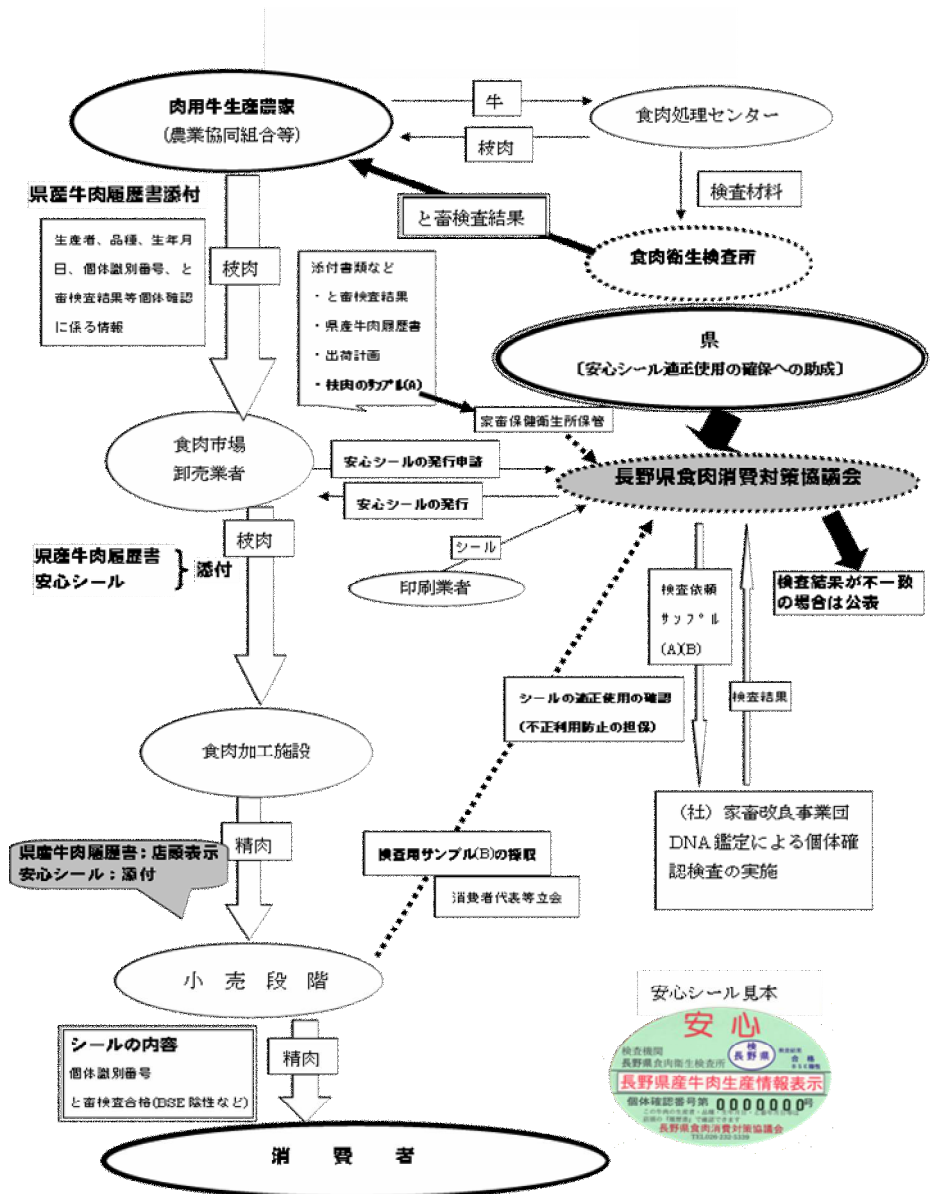 肉用牛生産農家
(農業協同組合等)
牛
枝肉
食肉処理センター
検査材料
と畜検査結果
食肉衛生検査所
県産牛肉履歴書添付
生産者、品種、生年月
日、個体識別番号、と
畜検査結果等個体確認
に係る情報
枝肉
添付書類など
・と畜検査結果
・県産牛肉履歴書
・出荷計画
・枝肉のサンプル(A)
県
〔安心シール適正使用の確保への助成〕
家畜保健衛生所保管
食肉市場
卸売業者
安心シールの発行申請
安心シールの発行
長野県食肉消費対策協議会
枝肉
県産牛肉履歴書
安心シール
添付
シール
印刷業者
検査依頼
サンプル
(A)(B)
検査結果
検査結果が不一致
の場合は公表
シールの適正使用の確認
(不正利用防止の担保)
食肉加工施設
(社)家畜改良事業団
DNA鑑定による個体確
認検査の実施
精肉
県産牛肉履歴書:店頭表示
安心シール:添付
検査用サンプル(B)の採取
消費者代表等立会
小売段階
シールの内容
個体識別番号
と畜検査合格(BSE陰性など)
精肉
消費者
安心シール見本
安心
検査機関
長野県食肉衛生検査所
検
長野県
合格
長野県産牛肉生産情報表示
個体確認番号第0000000号
長野県食肉消費対策協議会